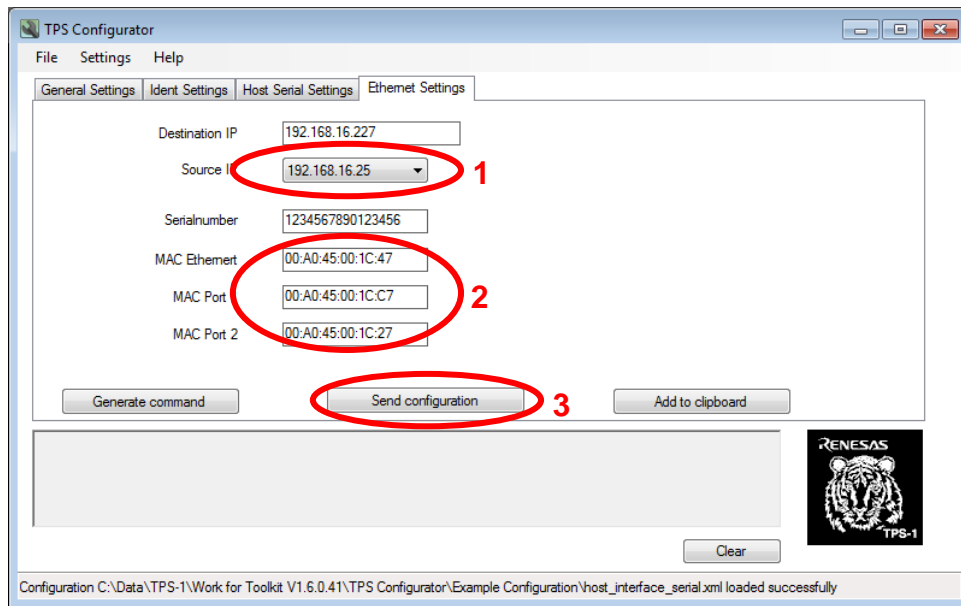 TPS Configurator
File Settings Help
General Settings Ident Settings Host Serial Settings Ethernet Settings
Destination IP 192.168.16.227
Source I 192.168.16.25 1
Serialnumber 1234567890123456
MAC Ethernert 00:A0:45:00:1C:47
MAC Port 00:A0:45:00:1C:C7 2
MAC Port 2 00:A0:45:00:1C:27
Generate command Send configuration 3 Add to clipboard
RENESAS
TPS-1
Clear
Configuration C:\Data\TPS-1\Work for Toolkit V1.6.0.41\TPS Configurator\Example Configuration\host_interface_serial.xml loaded successfully